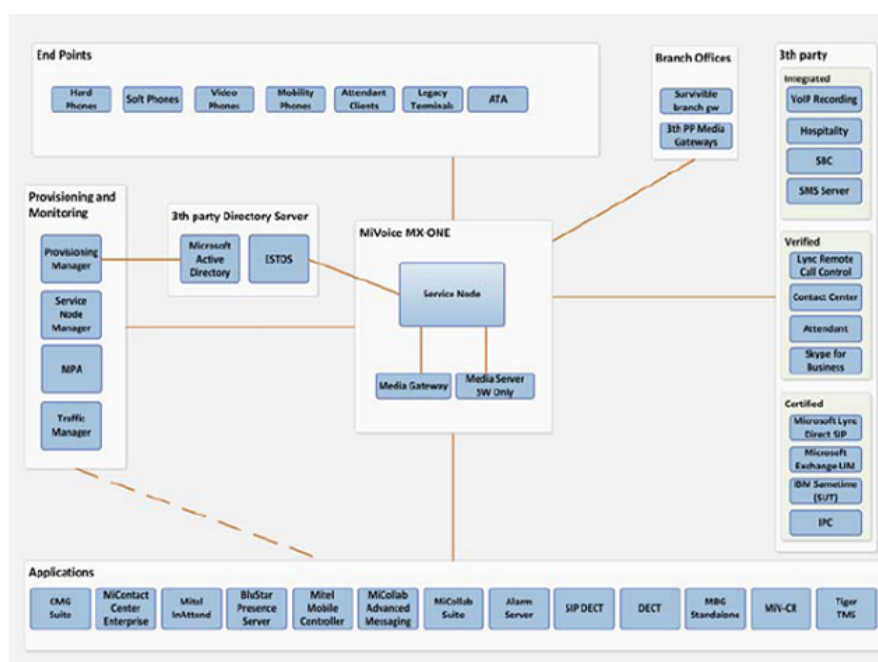 End Points
Hard
Phones
Soft Phones
Video
Phones
Mobility
Phones
Attendant
Clients
Legacy
Terminals
ATA
Branch Offices
Survivible
branch gw
3th PP Media
Gateways
3th party
Integrated
VoIP Recording
Hospitality
SBC
SMS Server
Verified
Lync Remote
Call Control
Contact Center
Attendant
Skype for
Business
Certified
Microsoft Lync
Direct SIP
Microsoft
Exchange UM
IBM Sametime
(SUT)
IPC
Provisioning and
Monitoring
Provisioning
Manager
Service
Node
Manager
MPA
Traffic
Manager
3th party Directory Server
Microsoft
Active
Directory
ESTOS
MiVoice MX-ONE
Service Node
Media Gateway
Media Server
SW Only
Applications
CMG
Suite
MiContact
Center
Enterprise
Mitel
InAttend
BluStar
Presence
Server
Mitel
Mobile
Controller
MiCollab
Advanced
Messaging
MiCollab
Suite
Alarm
Server
SIP DECT
DECT
MBG
Standalone
MiV-CR
Tiger
TMS